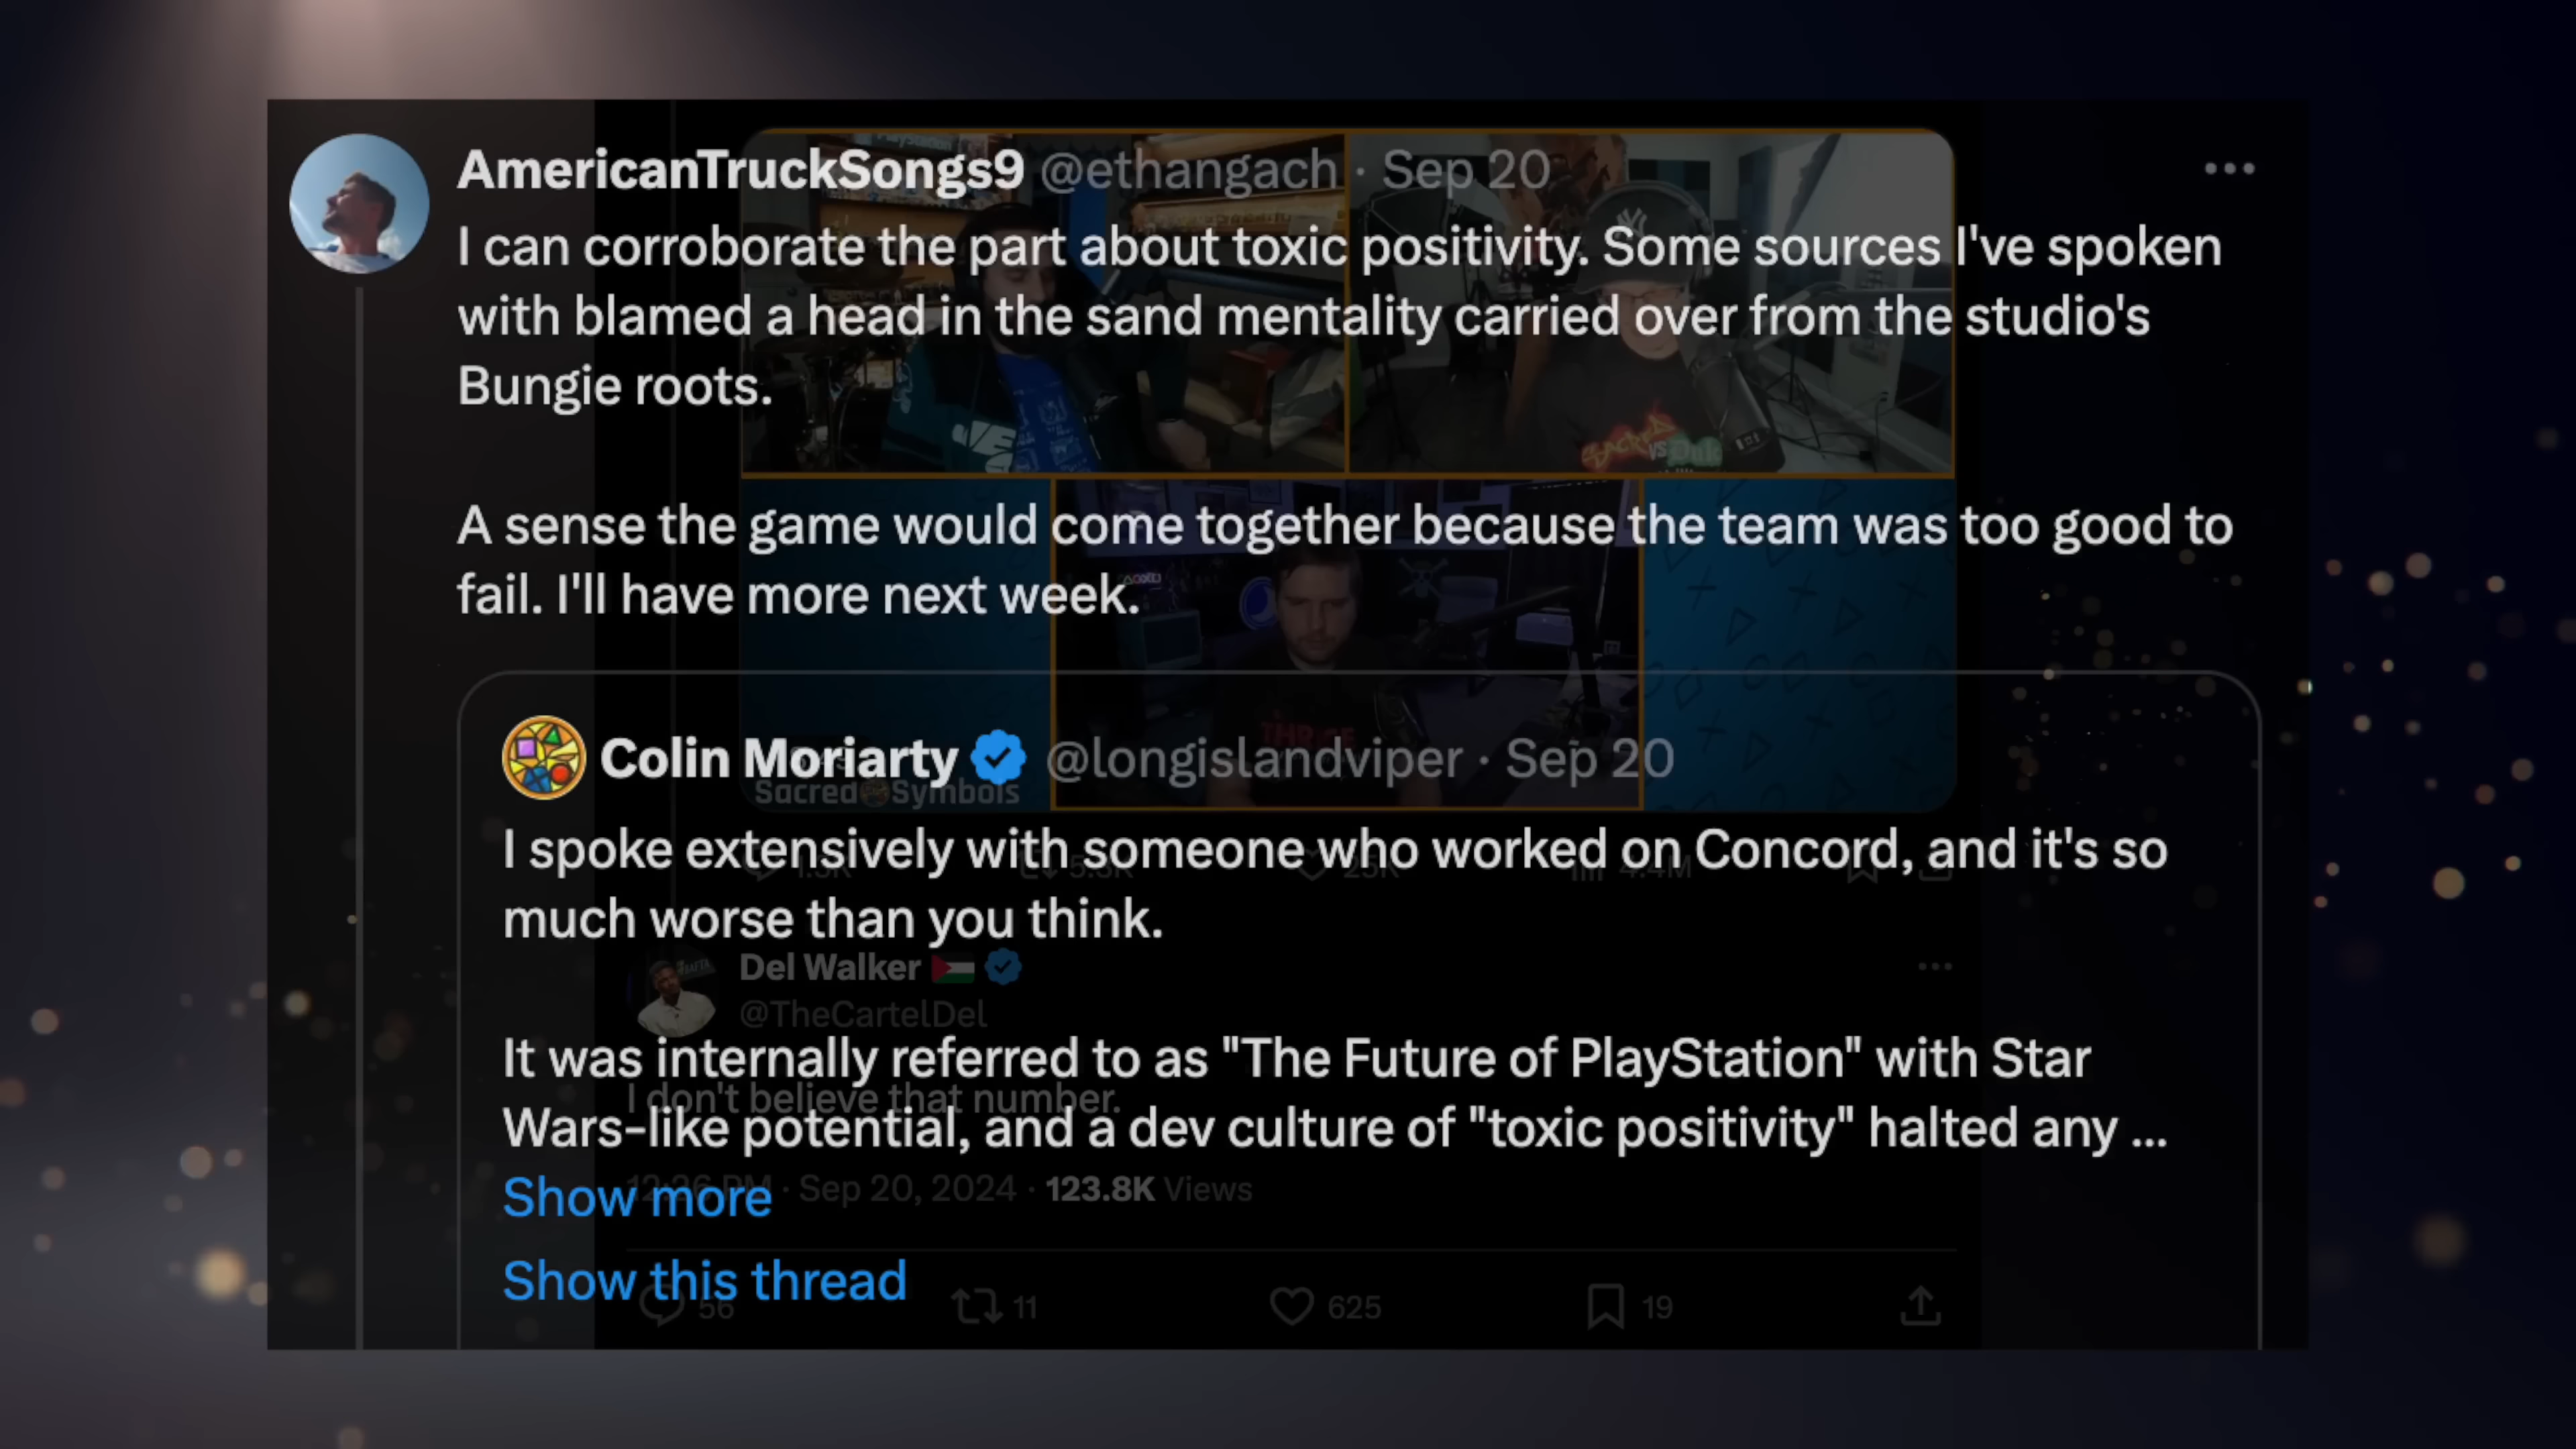 AmericanTruckSongs9 @ethangach · Sep 20
I can corroborate the part about toxic positivity. Some sources I've spoken
with blamed a head in the sand mentality carried over from the studio's
Bungie roots.
A sense the game would come together because the team was too good to
fail. I'll have more next week.
Colin Moriarty @longislandviper · Sep 20
Sacred Symbols
I spoke extensively with someone who worked on Concord, and it's so
much worse than you think.
Del Walker
@TheCartelDel
It was internally referred to as "The Future of PlayStation" with Star
I don't believe that number.
Wars-like potential, and a dev culture of "toxic positivity" halted any ...
Show more
· Sep 20, 2024 · 123.8K Views
Show this thread
56 11 625 19